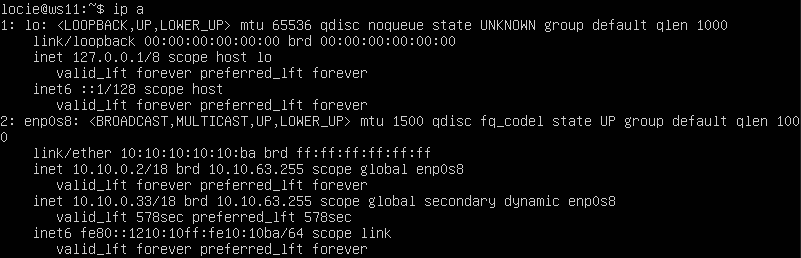 locie@ws11:~$ ip a
1: lo: <LOOPBACK,UP,LOWER_UP> mtu 65536 qdisc noqueue state UNKNOWN group default qlen 1000
    link/loopback 00:00:00:00:00:00 brd 00:00:00:00:00:00
    inet 127.0.0.1/8 scope host lo
       valid_lft forever preferred_lft forever
    inet6 ::1/128 scope host
       valid_lft forever preferred_lft forever
2: enp0s8: <BROADCAST,MULTICAST,UP,LOWER_UP> mtu 1500 qdisc fq_codel state UP group default qlen 100
0
    link/ether 10:10:10:10:10:ba brd ff:ff:ff:ff:ff:ff
    inet 10.10.0.2/18 brd 10.10.63.255 scope global enp0s8
       valid_lft forever preferred_lft forever
    inet 10.10.0.33/18 brd 10.10.63.255 scope global secondary dynamic enp0s8
       valid_lft 578sec preferred_lft 578sec
    inet6 fe80::1210:10ff:fe10:10ba/64 scope link
       valid_lft forever preferred_lft forever